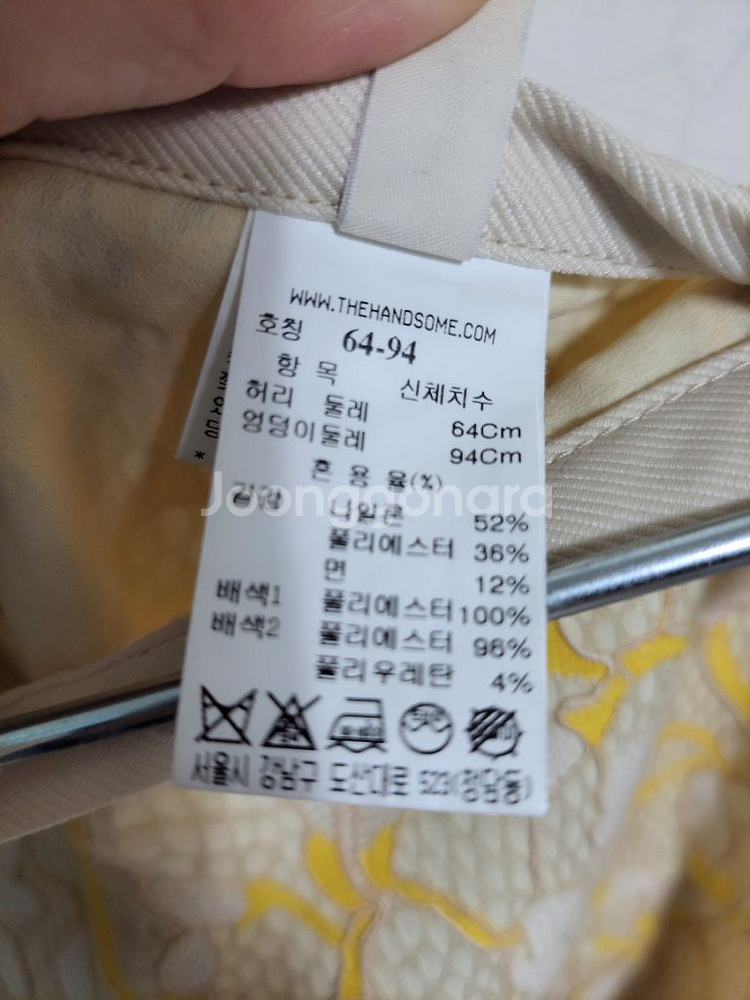 WWW.THEHANDSOME.COM
호칭 64-94
항 목 신체치수
허리 둘레 64Cm
엉덩이둘레 94Cm
혼 용 율(%)
겉감 나일론 52%
폴리에스터 36%
면 12%
배색1 폴리에스터 100%
배색2 폴리에스터 96%
폴리우레탄 4%
서울시 강남구 도산대로 523(청담동)
Joonggonara